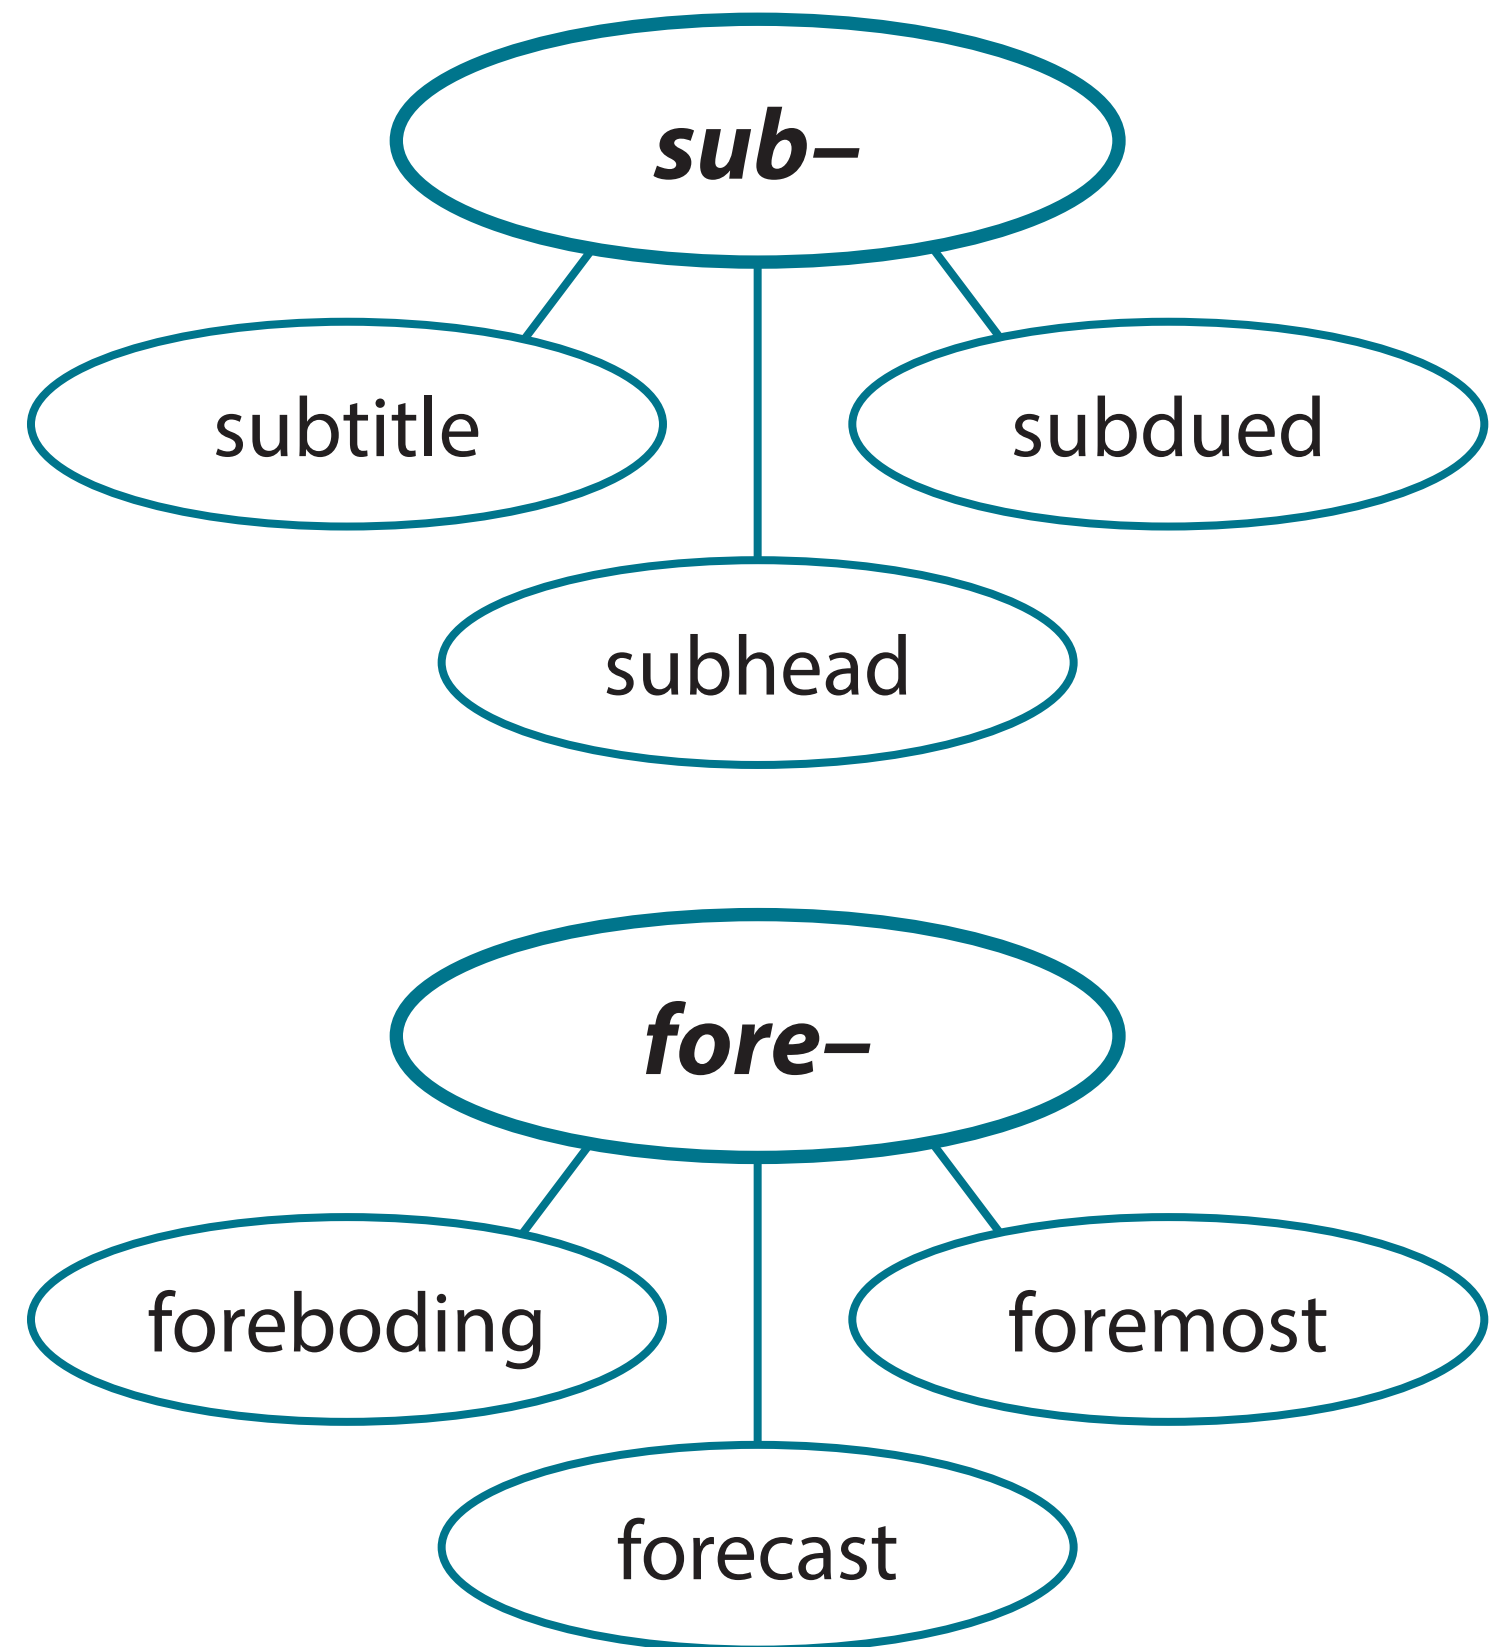 sub–
subtitle
subdued
subhead
fore–
foreboding
foremost
forecast